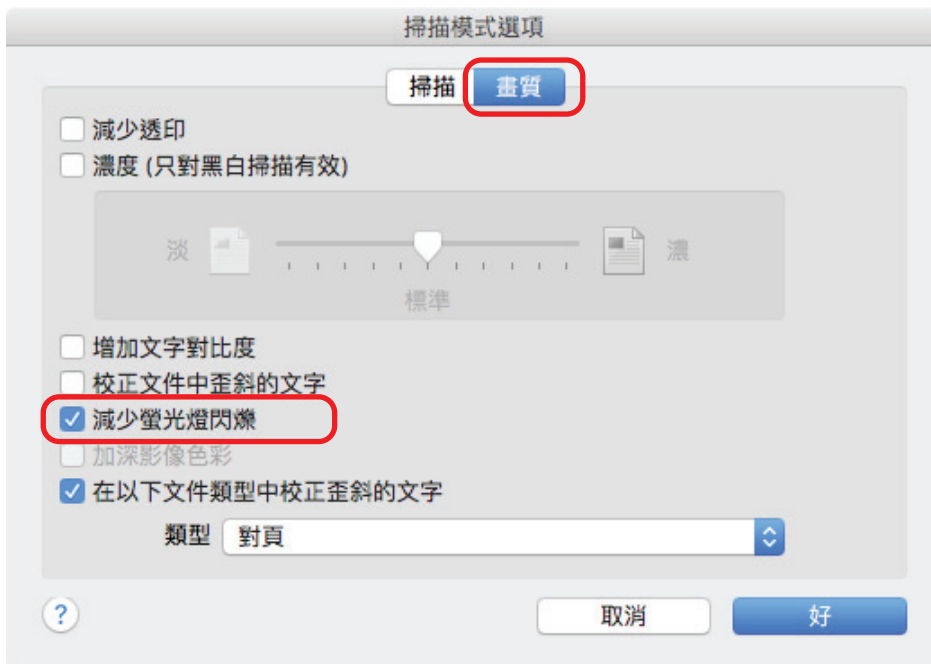 掃描模式選項
掃描 畫質
減少透印
濃度 (只對黑白掃描有效)
淡 濃
標準
增加文字對比度
校正文件中歪斜的文字
減少螢光燈閃爍
加深影像色彩
在以下文件類型中校正歪斜的文字
類型 對頁
? 取消 好